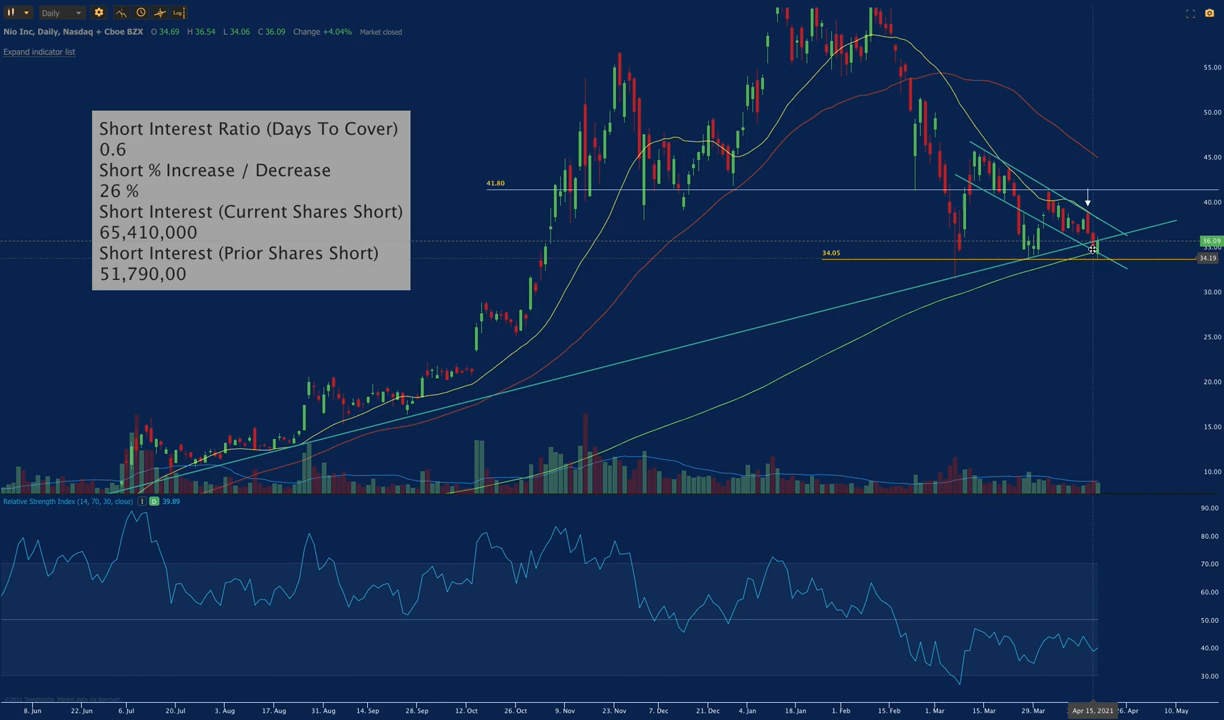 Daily
Log
Nio Inc, Daily, Nasdaq + Cboe BZX O 34.69 H 36.54 L 34.06 C 36.09 Change +4.04% Market closed
Expand indicator list
Short Interest Ratio (Days To Cover)
0.6
Short % Increase / Decrease
26 %
Short Interest (Current Shares Short)
65,410,000
Short Interest (Prior Shares Short)
51,790,00
41.80
34.05
55.00
50.00
45.00
40.00
36.09
35.00
34.19
30.00
25.00
20.00
15.00
10.00
Relative Strength Index (14, 70, 30, close) 39.89
90.00
80.00
70.00
60.00
50.00
40.00
30.00
8. Jun 22. Jun 6. Jul 20. Jul 3. Aug 17. Aug 31. Aug 14. Sep 28. Sep 12. Oct 26. Oct 9. Nov 23. Nov 7. Dec 21. Dec 4. Jan 18. Jan 1. Feb 15. Feb 1. Mar 15. Mar 29. Mar Apr 15, 2021 26. Apr 10. May